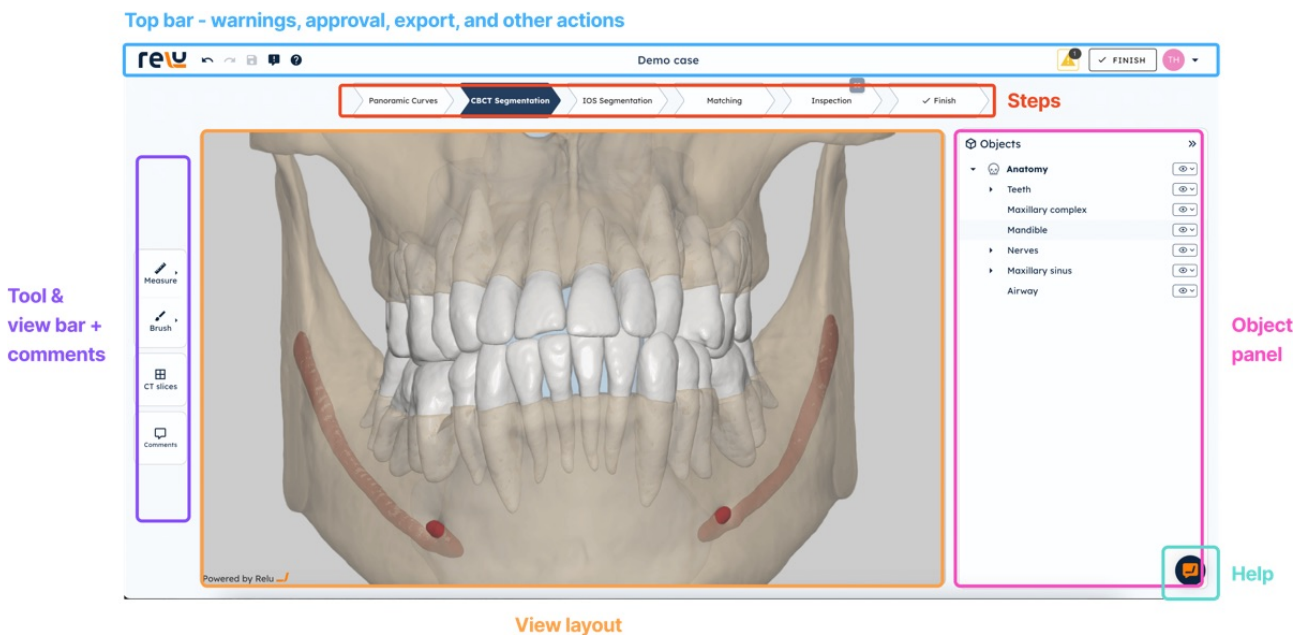 Top bar - warnings, approval, export, and other actions
relu
Demo case
1
FINISH
TH
Panoramic Curves
CBCT Segmentation
IOS Segmentation
Matching
Inspection
Finish
Steps
Objects
Anatomy
Teeth
Maxillary complex
Mandible
Nerves
Maxillary sinus
Airway
Measure
Brush
CT slices
Comments
Tool &
view bar +
comments
Object
panel
Powered by Relu
Help
View layout